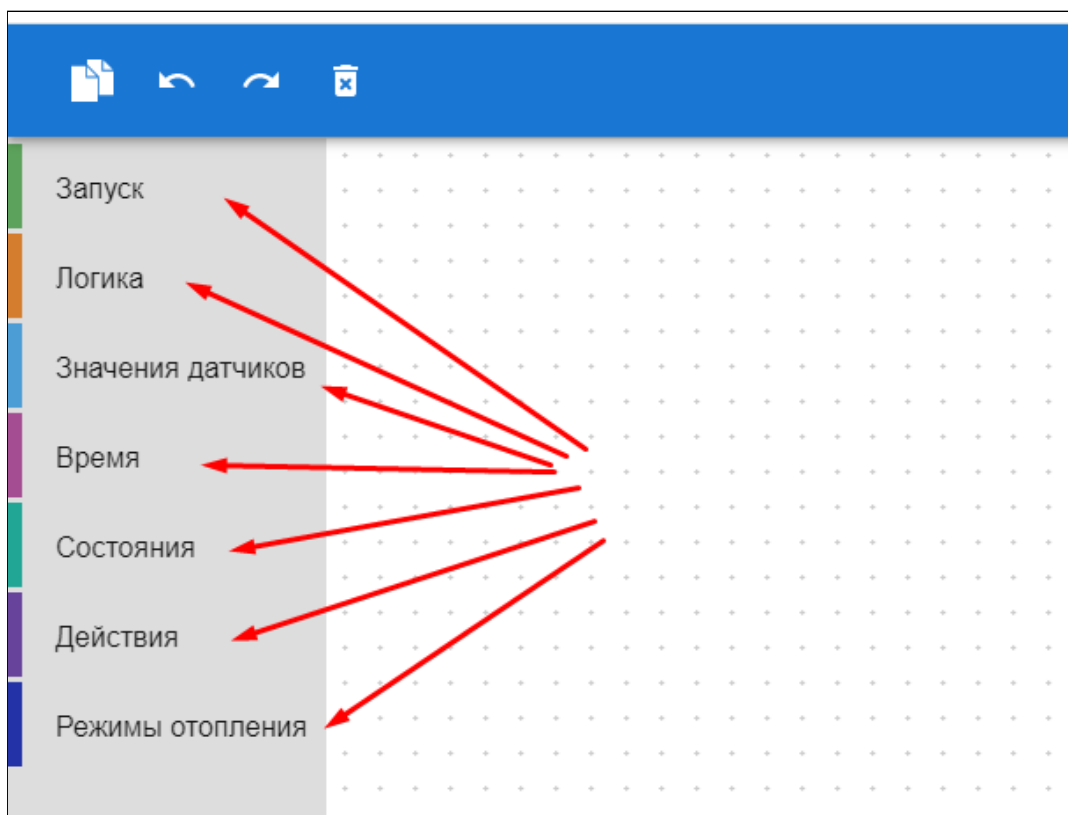 Запуск
Логика
Значения датчиков
Время
Состояния
Действия
Режимы отопления